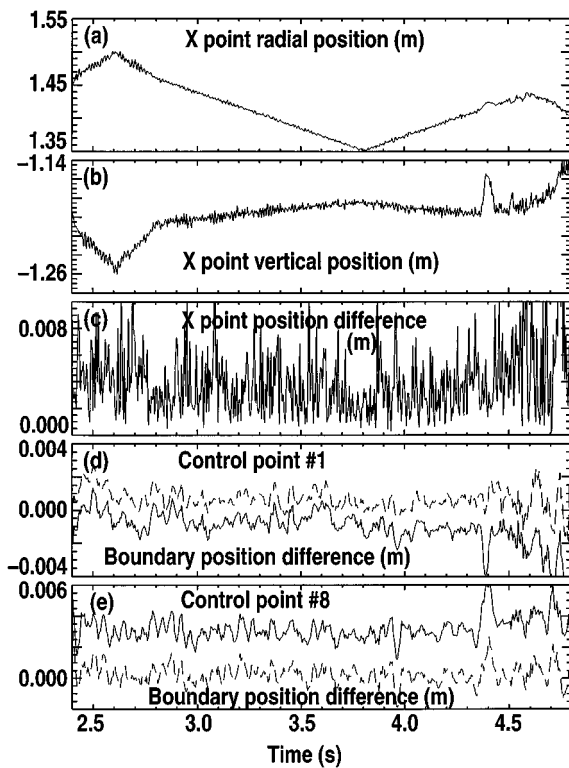 1.55
(a)
X point radial position (m)
1.45
1.35
-1.14
(b)
X point vertical position (m)
-1.26
(c)
X point position difference
(m)
0.008
0.000
0.004
(d)
Control point #1
0.000
Boundary position difference (m)
-0.004
0.006
(e)
Control point #8
0.000
Boundary position difference (m)
2.5
3.0
3.5
4.0
4.5
Time (s)